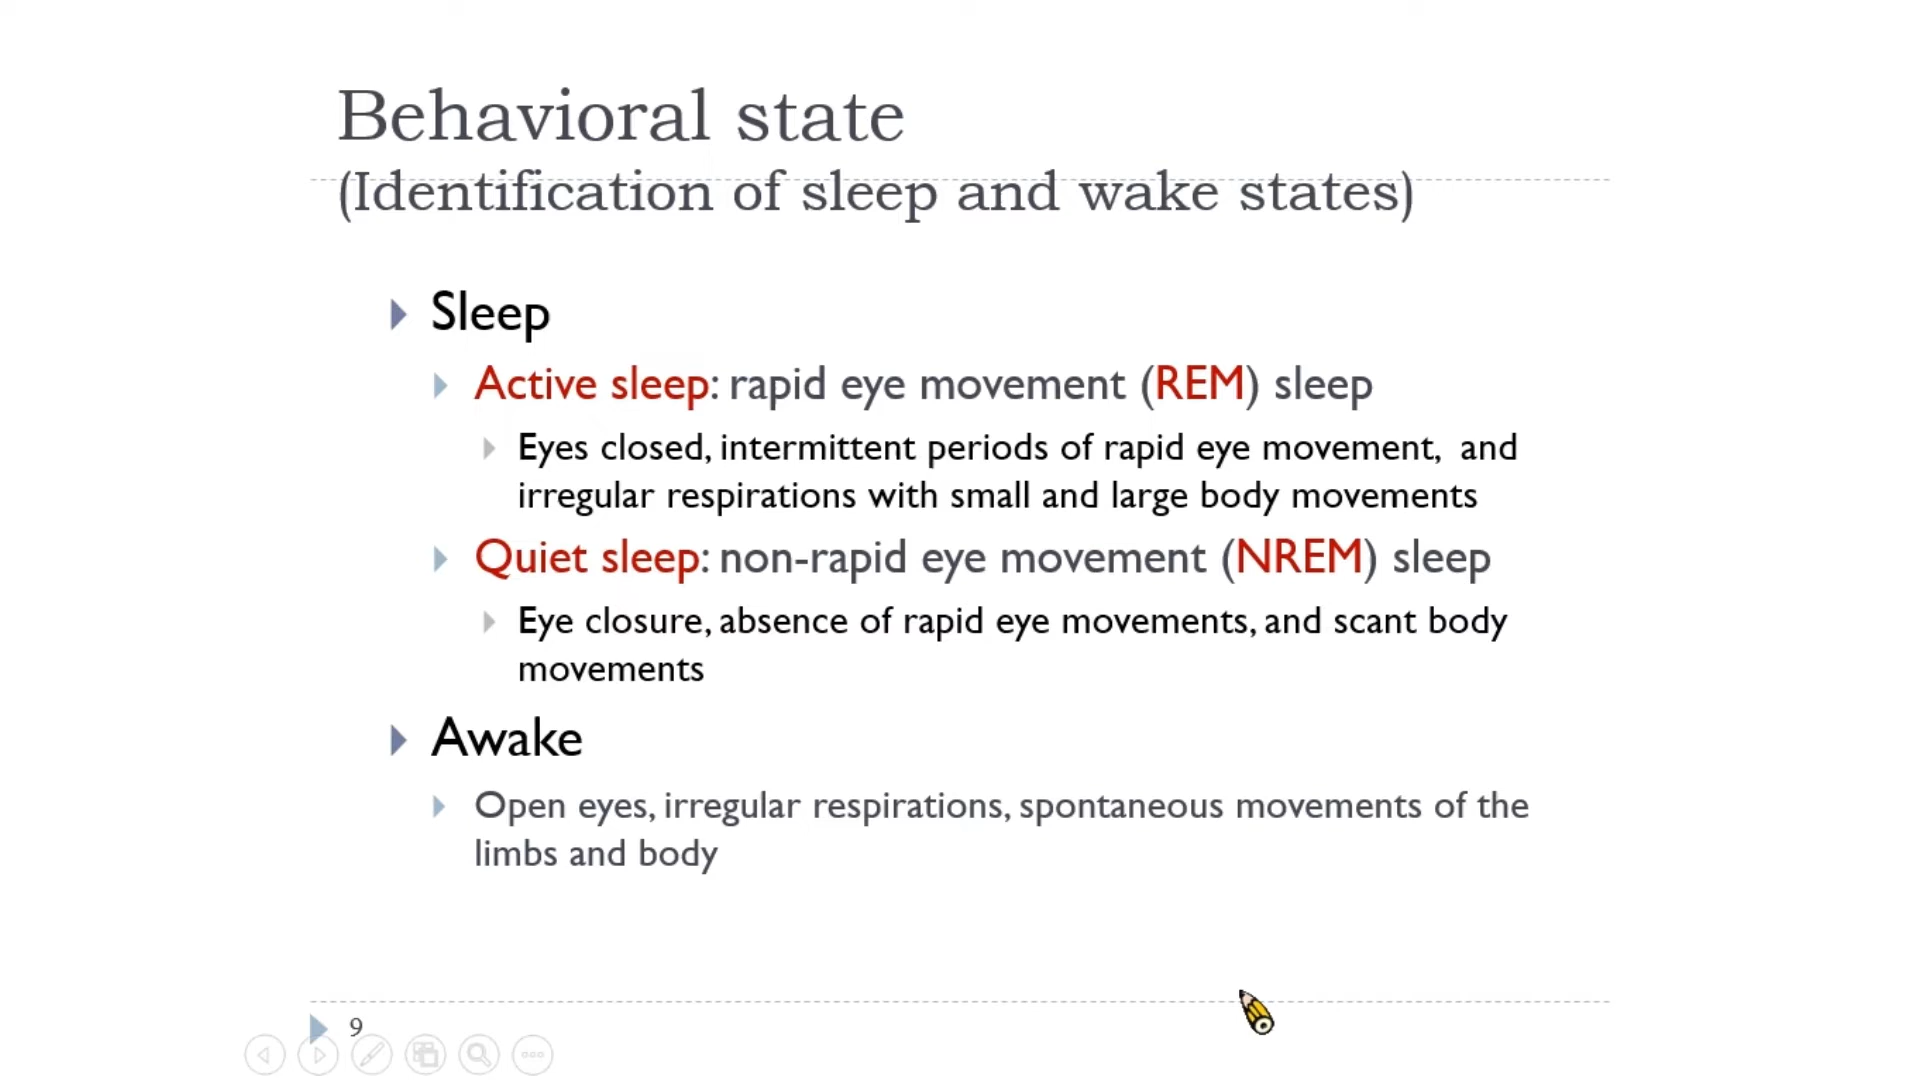 Behavioral state
(Identification of sleep and wake states)
Sleep
Active sleep: rapid eye movement (REM) sleep
Eyes closed, intermittent periods of rapid eye movement, and
irregular respirations with small and large body movements
Quiet sleep: non-rapid eye movement (NREM) sleep
Eye closure, absence of rapid eye movements, and scant body
movements
Awake
Open eyes, irregular respirations, spontaneous movements of the
limbs and body
9